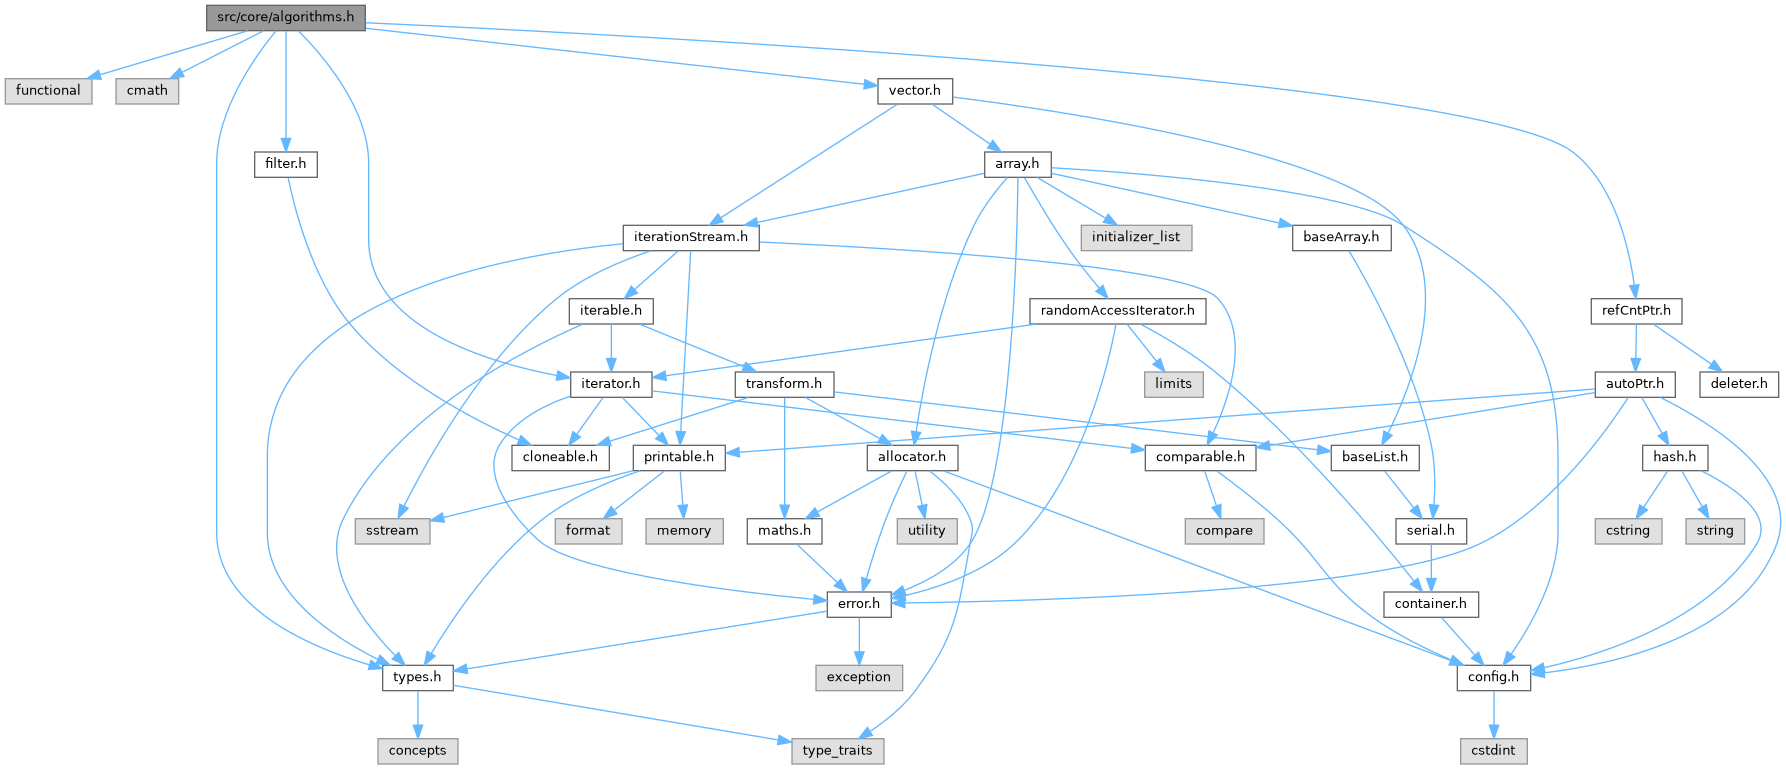 src/core/algorithms.h
functional
cmath
vector.h
filter.h
array.h
iterationStream.h
initializer_list
baseArray.h
iterable.h
randomAccessIterator.h
refCntPtr.h
iterator.h
transform.h
limits
autoPtr.h
deleter.h
cloneable.h
printable.h
allocator.h
comparable.h
baseList.h
hash.h
sstream
format
memory
maths.h
utility
compare
serial.h
cstring
string
error.h
container.h
types.h
exception
config.h
concepts
type_traits
cstdint